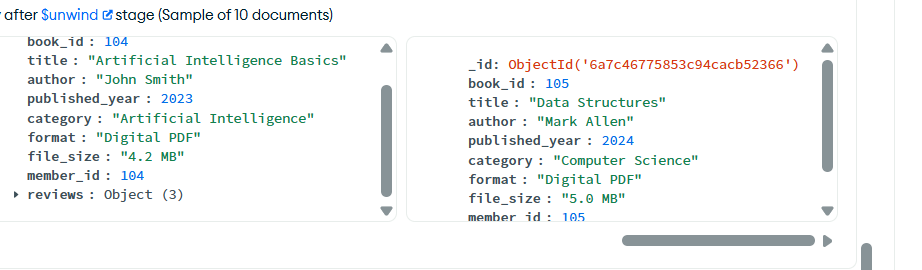 after $unwind stage (Sample of 10 documents)
book_id : 104
title : "Artificial Intelligence Basics"
author : "John Smith"
published_year : 2023
category : "Artificial Intelligence"
format : "Digital PDF"
file_size : "4.2 MB"
member_id : 104
reviews : Object (3)
_id: ObjectId('6a7c46775853c94cacb52366')
book_id : 105
title : "Data Structures"
author : "Mark Allen"
published_year : 2024
category : "Computer Science"
format : "Digital PDF"
file_size : "5.0 MB"
member_id : 105